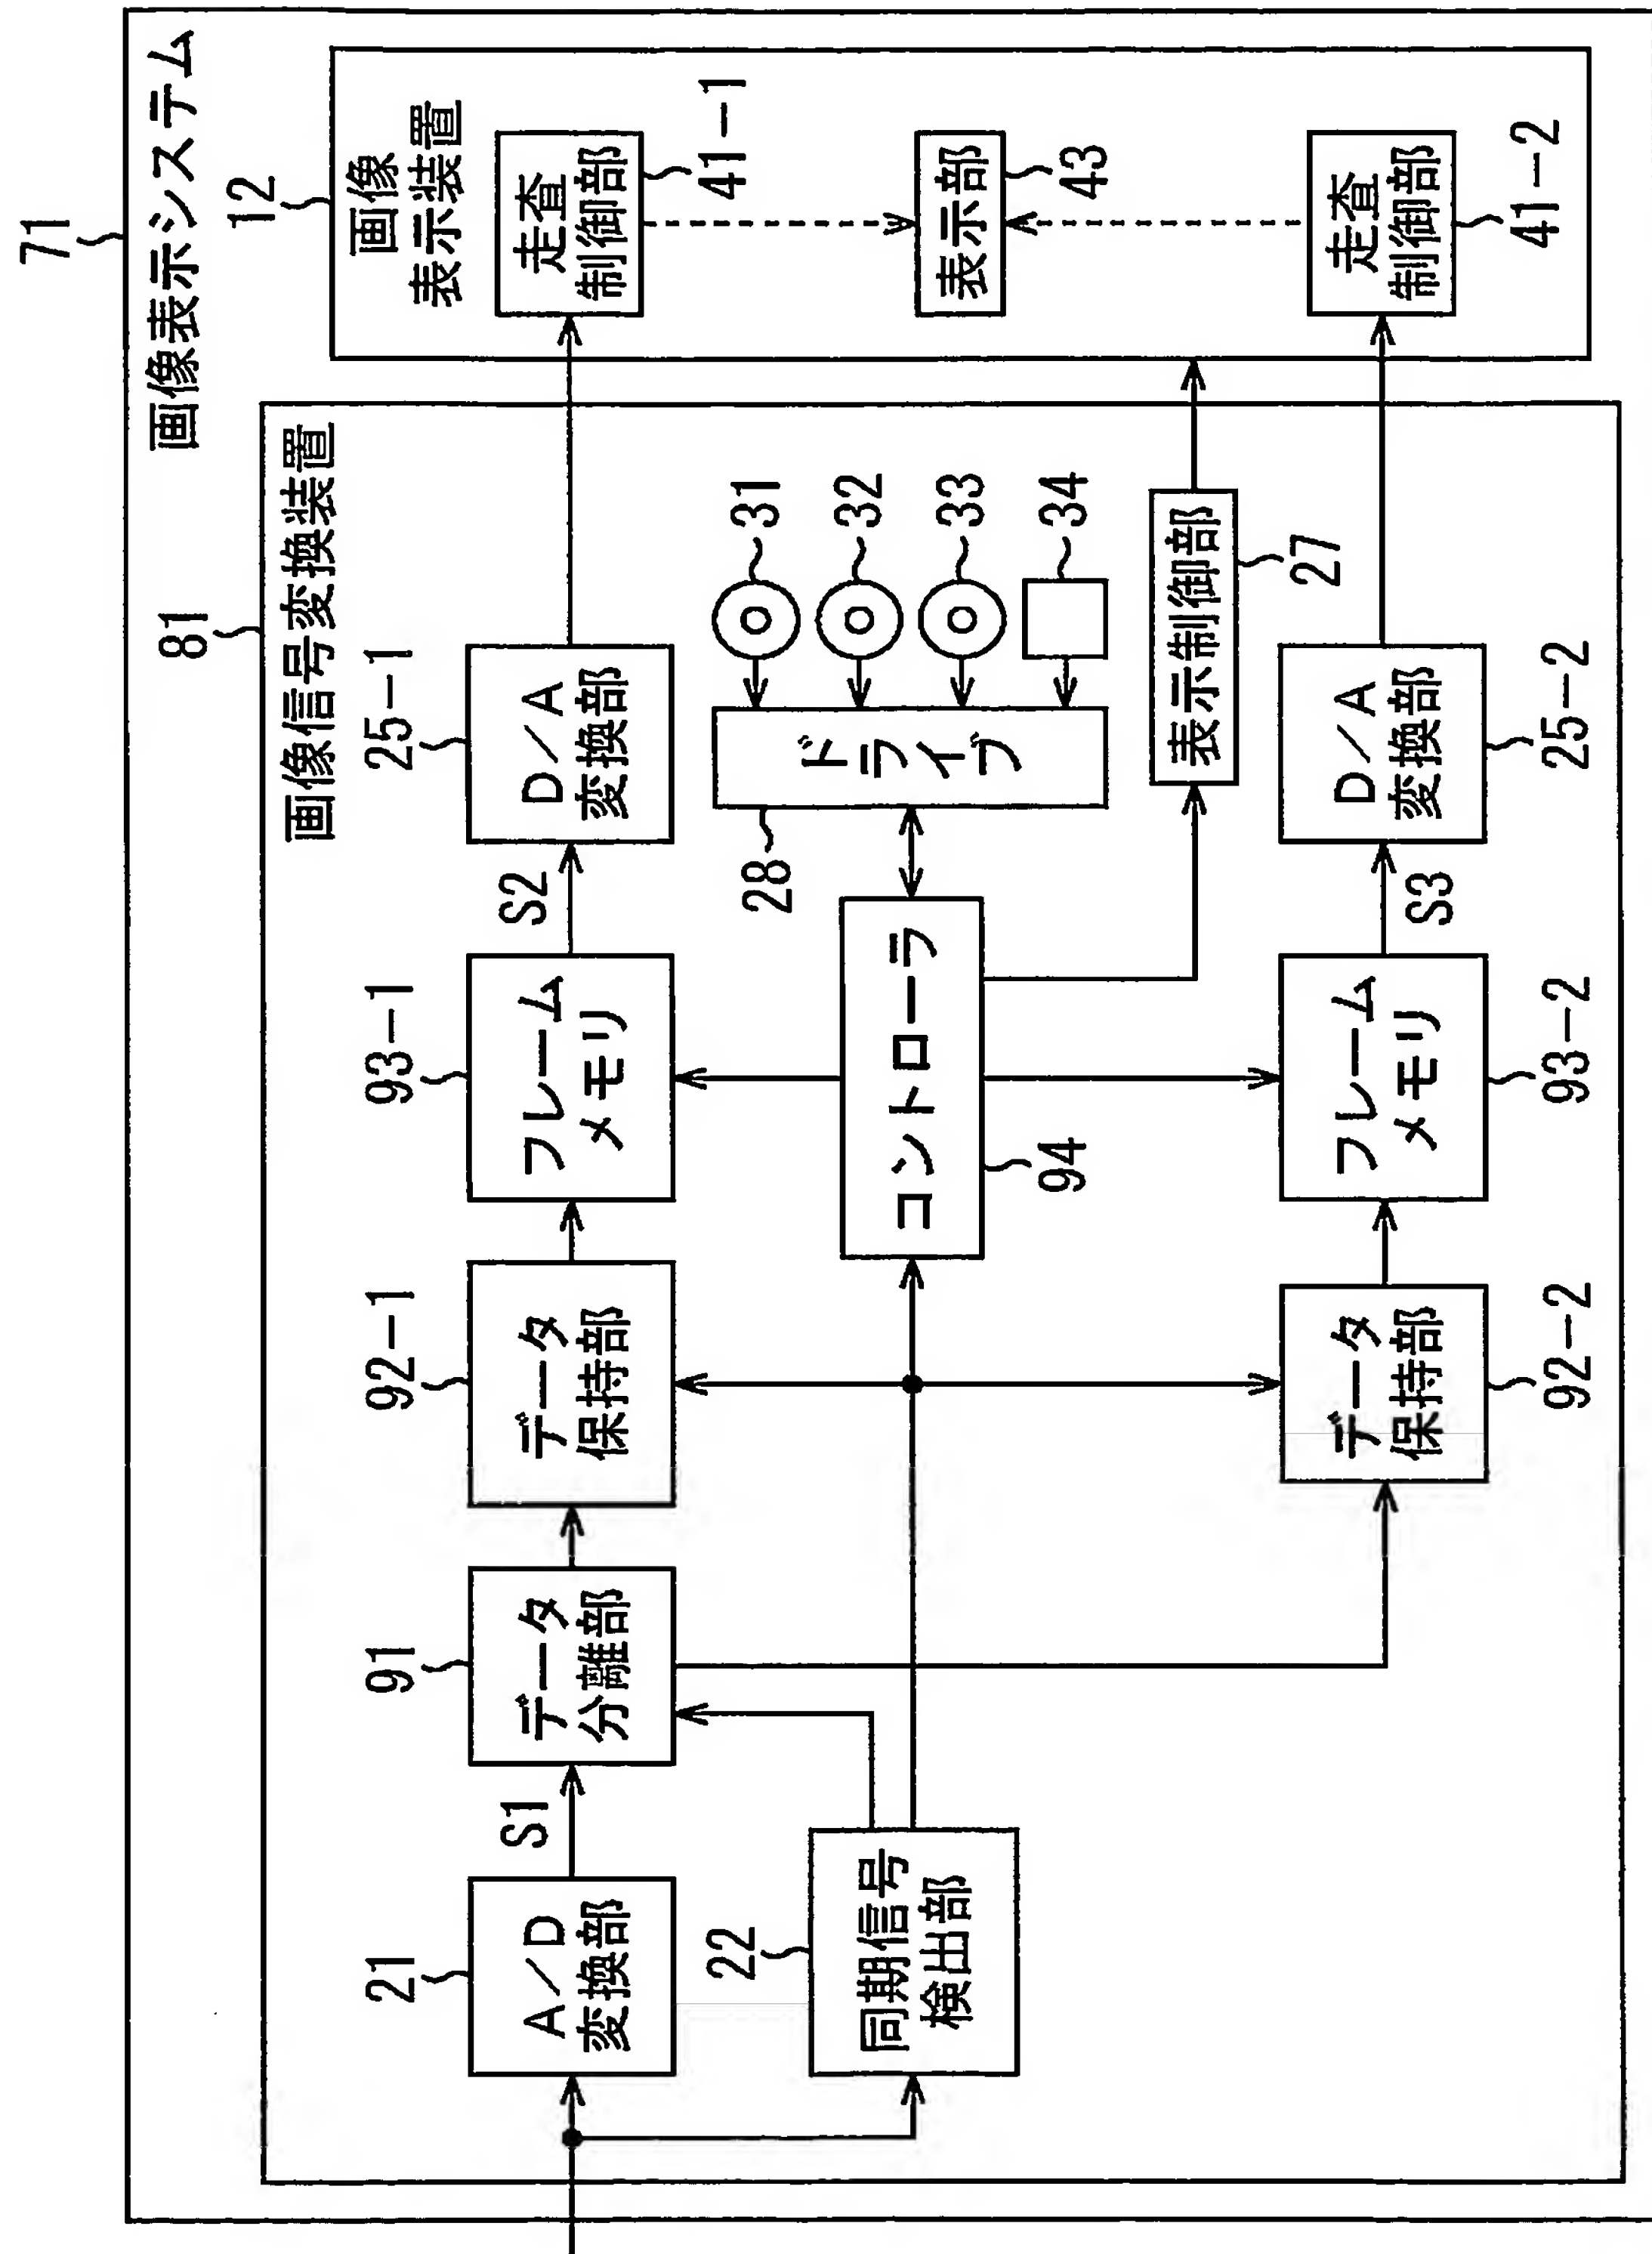 71
画像表示システム
81
画像信号変換装置
12
画像
表示装置
21
A/D
変換部
S1
91
データ
分離部
92-1
データ
保持部
93-1
フレーム
メモリ
S2
25-1
D/A
変換部
走査
制御部
41-1
22
同期信号
検出部
コントローラ
94
28
ドライブ
31
32
33
34
表示制御部
27
表示部
43
データ
保持部
92-2
フレーム
メモリ
93-2
S3
D/A
変換部
25-2
走査
制御部
41-2